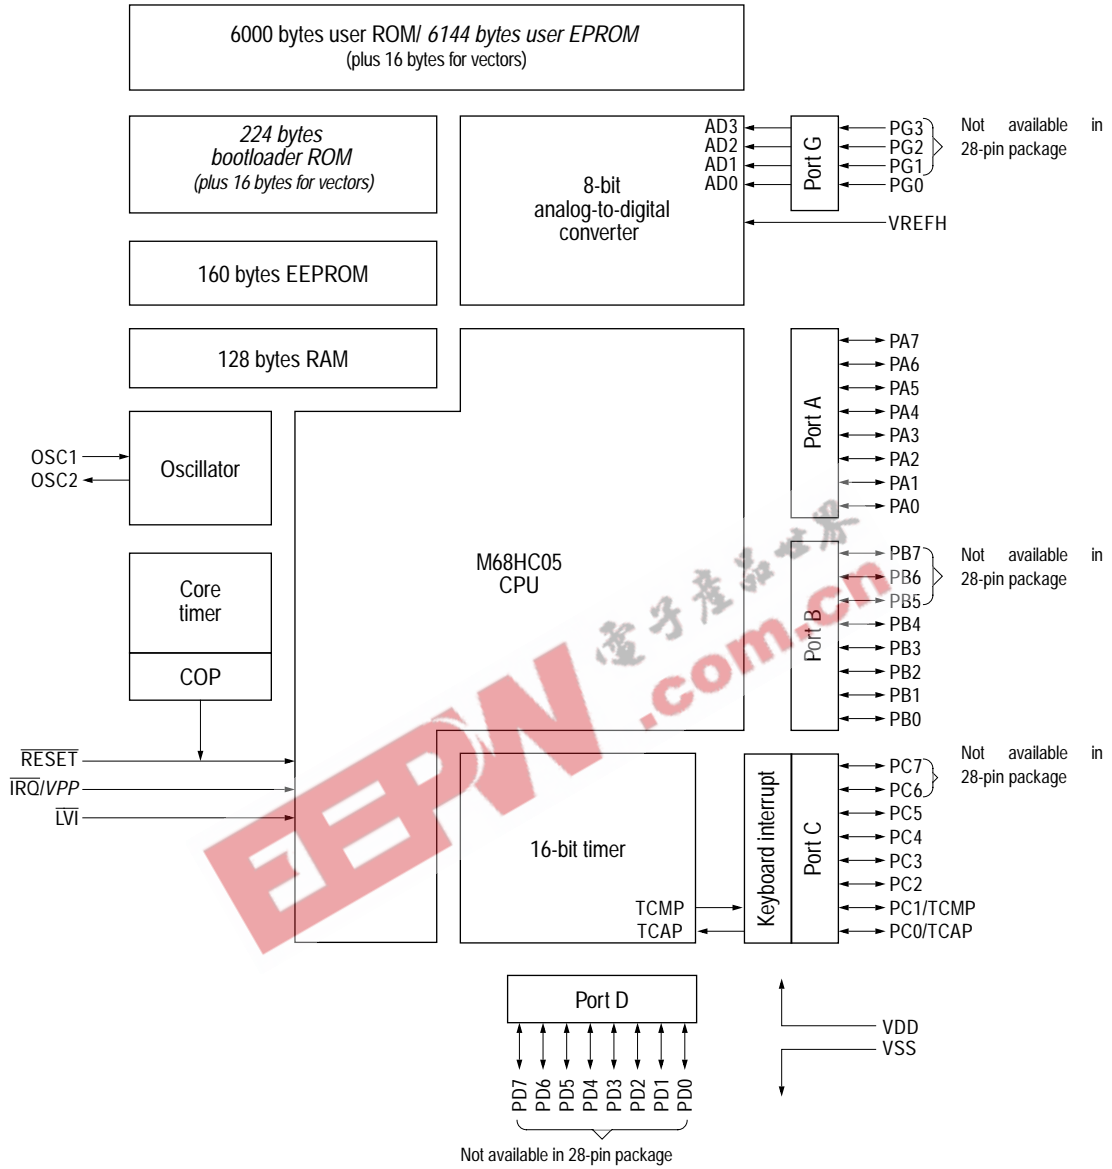 6000 bytes user ROM/ 6144 bytes user EPROM
(plus 16 bytes for vectors)
224 bytes
bootloader ROM
(plus 16 bytes for vectors)
160 bytes EEPROM
128 bytes RAM
8-bit
analog-to-digital
converter
AD3
AD2
AD1
AD0
Port G
PG3
PG2
PG1
PG0
VREFH
Not available in
28-pin package
OSC1
OSC2
Oscillator
Core
timer
COP
RESET
IRQ/VPP
LVI
M68HC05
CPU
Port A
PA7
PA6
PA5
PA4
PA3
PA2
PA1
PA0
Port B
PB7
PB6
PB5
PB4
PB3
PB2
PB1
PB0
Not available in
28-pin package
16-bit timer
TCMP
TCAP
Keyboard interrupt
Port C
PC7
PC6
PC5
PC4
PC3
PC2
PC1/TCMP
PC0/TCAP
Not available in
28-pin package
Port D
PD7
PD6
PD5
PD4
PD3
PD2
PD1
PD0
Not available in 28-pin package
VDD
VSS
EEPW
電子產品世界
.com.cn